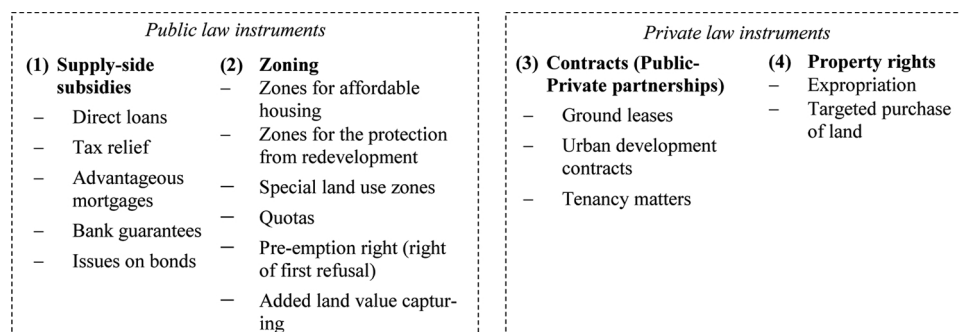 Public law instruments
(1) Supply-side
subsidies
– Direct loans
– Tax relief
– Advantageous
mortgages
– Bank guarantees
– Issues on bonds
(2) Zoning
– Zones for affordable
housing
– Zones for the protection
from redevelopment
– Special land use zones
– Quotas
– Pre-emption right (right
of first refusal)
– Added land value captur-
ing
Private law instruments
(3) Contracts (Public-
Private partnerships)
– Ground leases
– Urban development
contracts
– Tenancy matters
(4) Property rights
– Expropriation
– Targeted purchase
of land